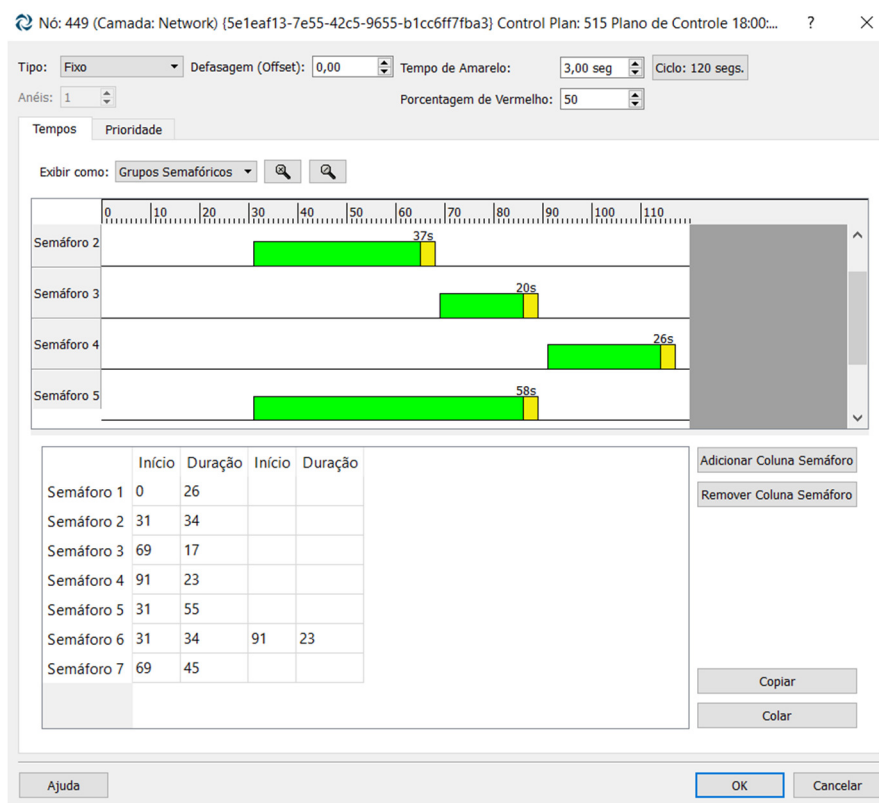 Nó: 449 (Camada: Network) {5e1eaf13-7e55-42c5-9655-b1cc6ff7fba3} Control Plan: 515 Plano de Controle 18:00:... ? ×
Tipo: Fixo Defasagem (Offset): 0,00 Tempo de Amarelo: 3,00 seg Ciclo: 120 segs.
Anéis: 1 Porcentagem de Vermelho: 50
Tempos Prioridade
Exibir como: Grupos Semafóricos
0 10 20 30 40 50 60 70 80 90 100 110
Semáforo 2 37s
Semáforo 3 20s
Semáforo 4 26s
Semáforo 5 58s
Início Duração Início Duração
Semáforo 1 0 26
Semáforo 2 31 34
Semáforo 3 69 17
Semáforo 4 91 23
Semáforo 5 31 55
Semáforo 6 31 34 91 23
Semáforo 7 69 45
Adicionar Coluna Semáforo
Remover Coluna Semáforo
Copiar
Colar
Ajuda OK Cancelar